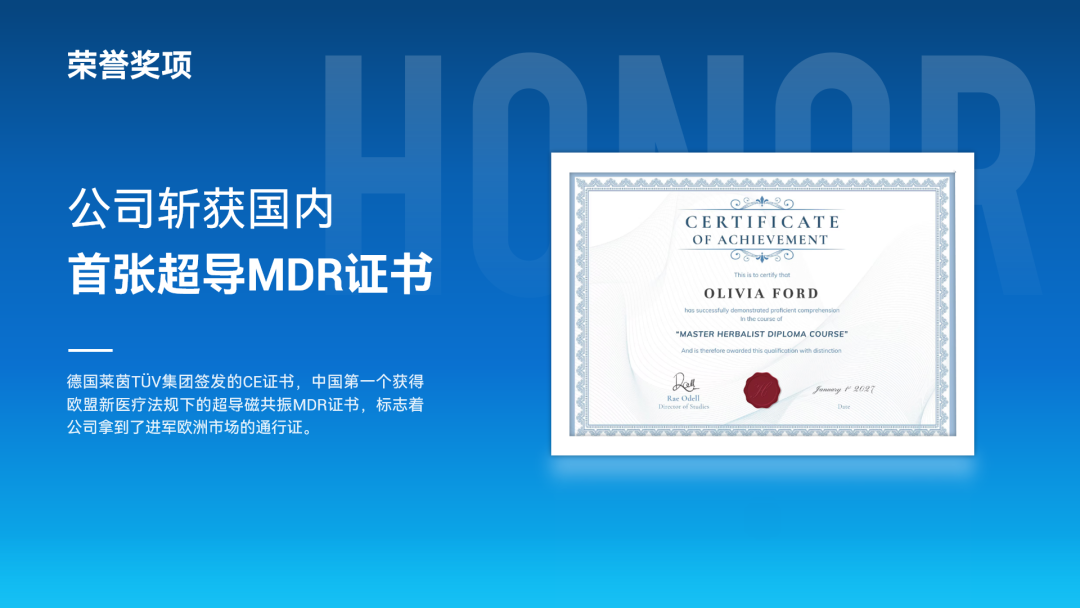 荣誉奖项
HONOR
公司斩获国内
首张超导MDR证书
德国莱茵TÜV集团签发的CE证书，中国第一个获得
欧盟新医疗法规下的超导磁共振MDR证书，标志着
公司拿到了进军欧洲市场的通行证。
CERTIFICATE
OF ACHIEVEMENT
This is to certify that
OLIVIA FORD
has successfully demonstrated proficient comprehension
in the course of
“MASTER HERBALIST DIPLOMA COURSE”
And is therefore awarded this qualification with distinction
Rae Odell
Director of Studies
Date